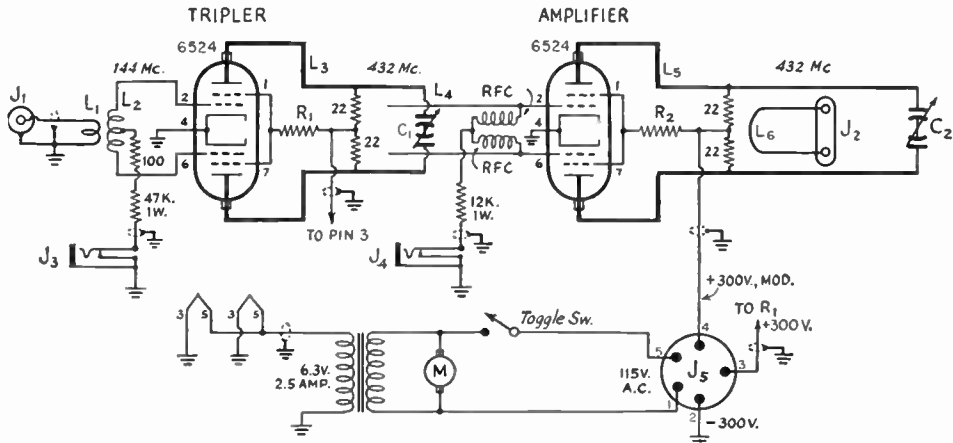 TRIPLER
AMPLIFIER
6524
6524
144 Mc.
L3
432 Mc.
L4
RFC
L5
432 Mc
J1
L1
L2
2
1
R1
22
C1
2
1
R2
22
L6
J2
C2
4
4
100
22
22
6
7
RFC
6
7
47K.
1W.
12K.
1W.
TO PIN 3
J3
J4
+300V., MOD.
TO R1
+300V.
3
5
3
5
Toggle Sw.
4
5
6.3V.
2.5 AMP.
M
115V.
A.C.
J5
3
1
2
-300V.